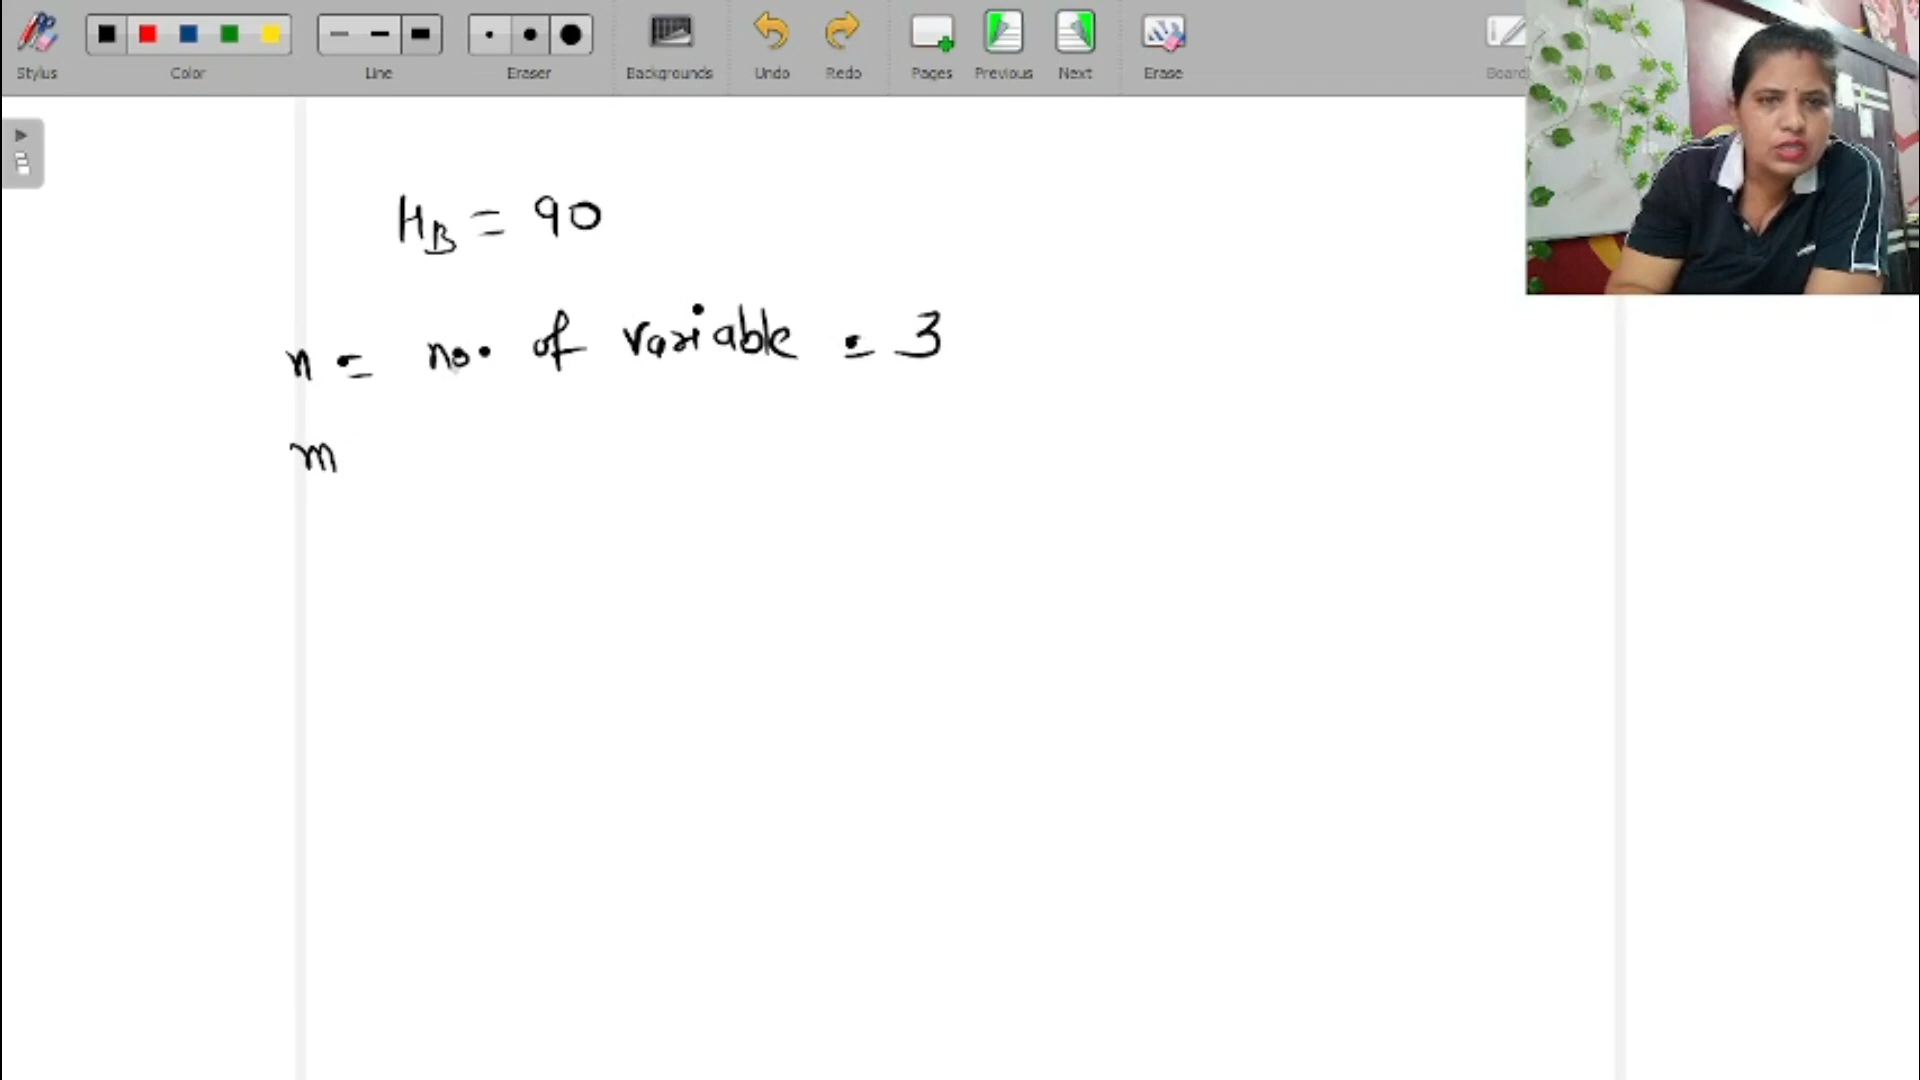 Stylus Color Line Eraser Backgrounds Undo Redo Pages Previous Next Erase Board
H_B = 90
n = no. of variable = 3
m